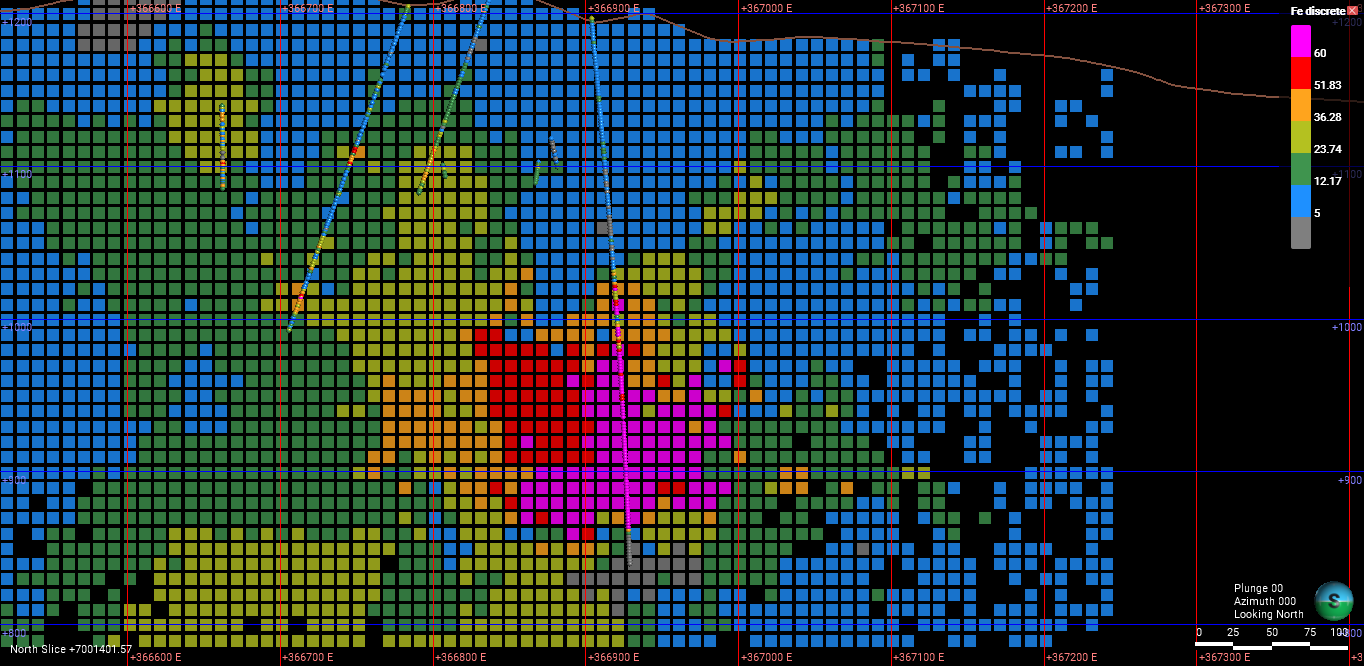 +366600 E
+366700 E
+366800 E
+366900 E
+367000 E
+367100 E
+367200 E
+367300 E
Fe discrete
+1200
+1200
60
51.83
36.28
23.74
12.17
5
+1100
+1100
+1000
+1000
+900
+900
Plunge 00
Azimuth 000
Looking North
S
+800
0 25 50 75 100
North Slice +7001401.57
+366600 E
+366700 E
+366800 E
+366900 E
+367000 E
+367100 E
+367200 E
+367300 E